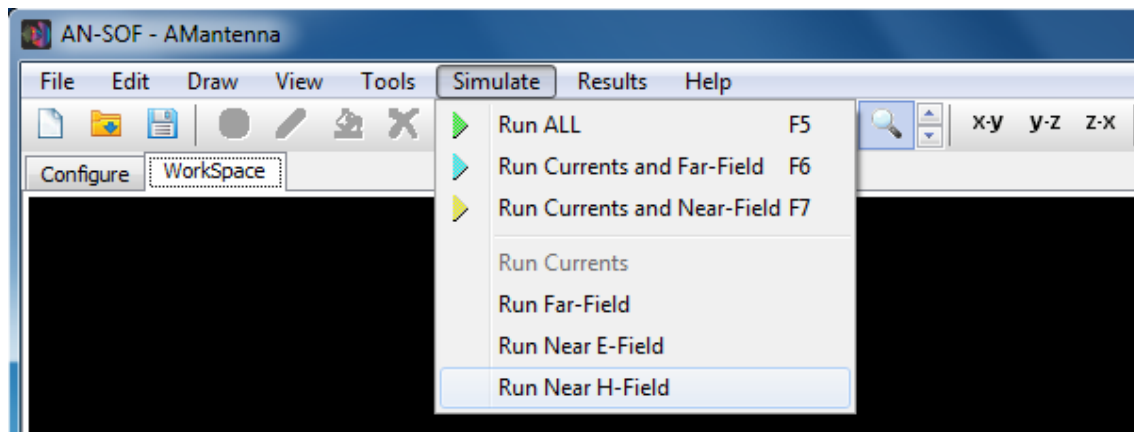 AN-SOF - AMantenna
File Edit Draw View Tools Simulate Results Help
x-y y-z z-x
Configure WorkSpace
Run ALL F5
Run Currents and Far-Field F6
Run Currents and Near-Field F7
Run Currents
Run Far-Field
Run Near E-Field
Run Near H-Field